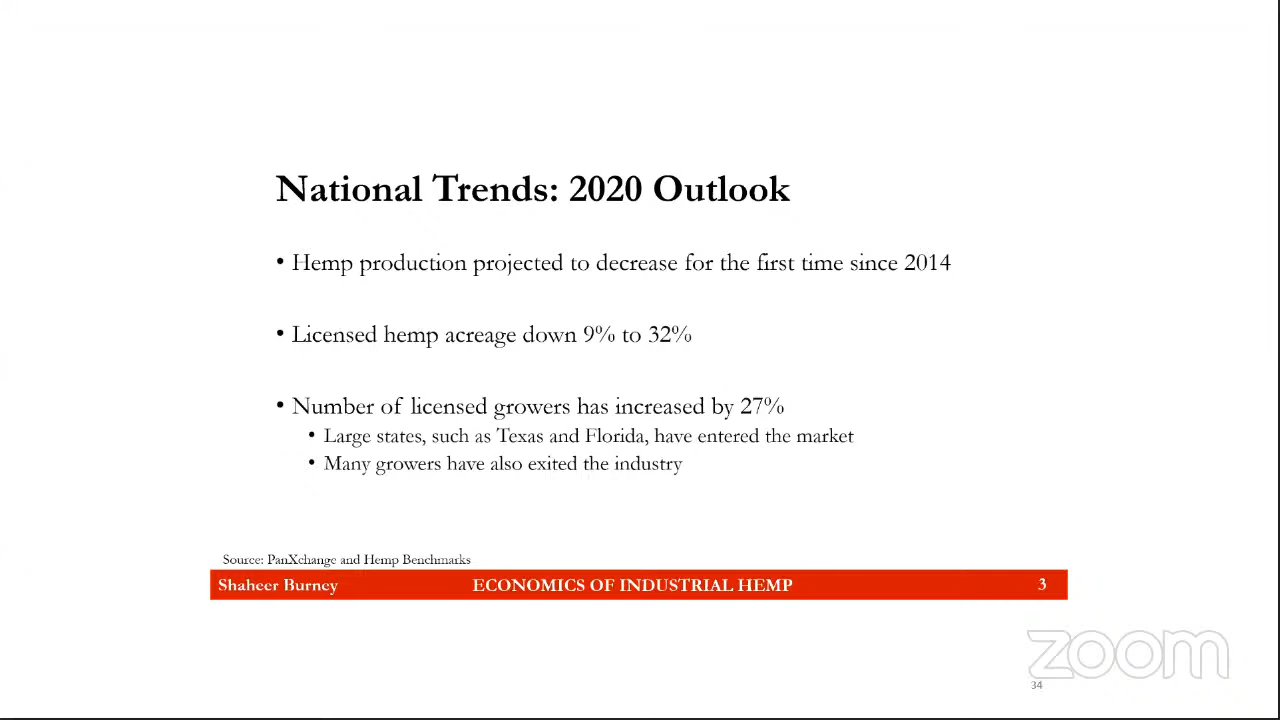 National Trends: 2020 Outlook
• Hemp production projected to decrease for the first time since 2014
• Licensed hemp acreage down 9% to 32%
• Number of licensed growers has increased by 27%
• Large states, such as Texas and Florida, have entered the market
• Many growers have also exited the industry
Source: PanXchange and Hemp Benchmarks
Shaheer Burney ECONOMICS OF INDUSTRIAL HEMP 3
zoom
34